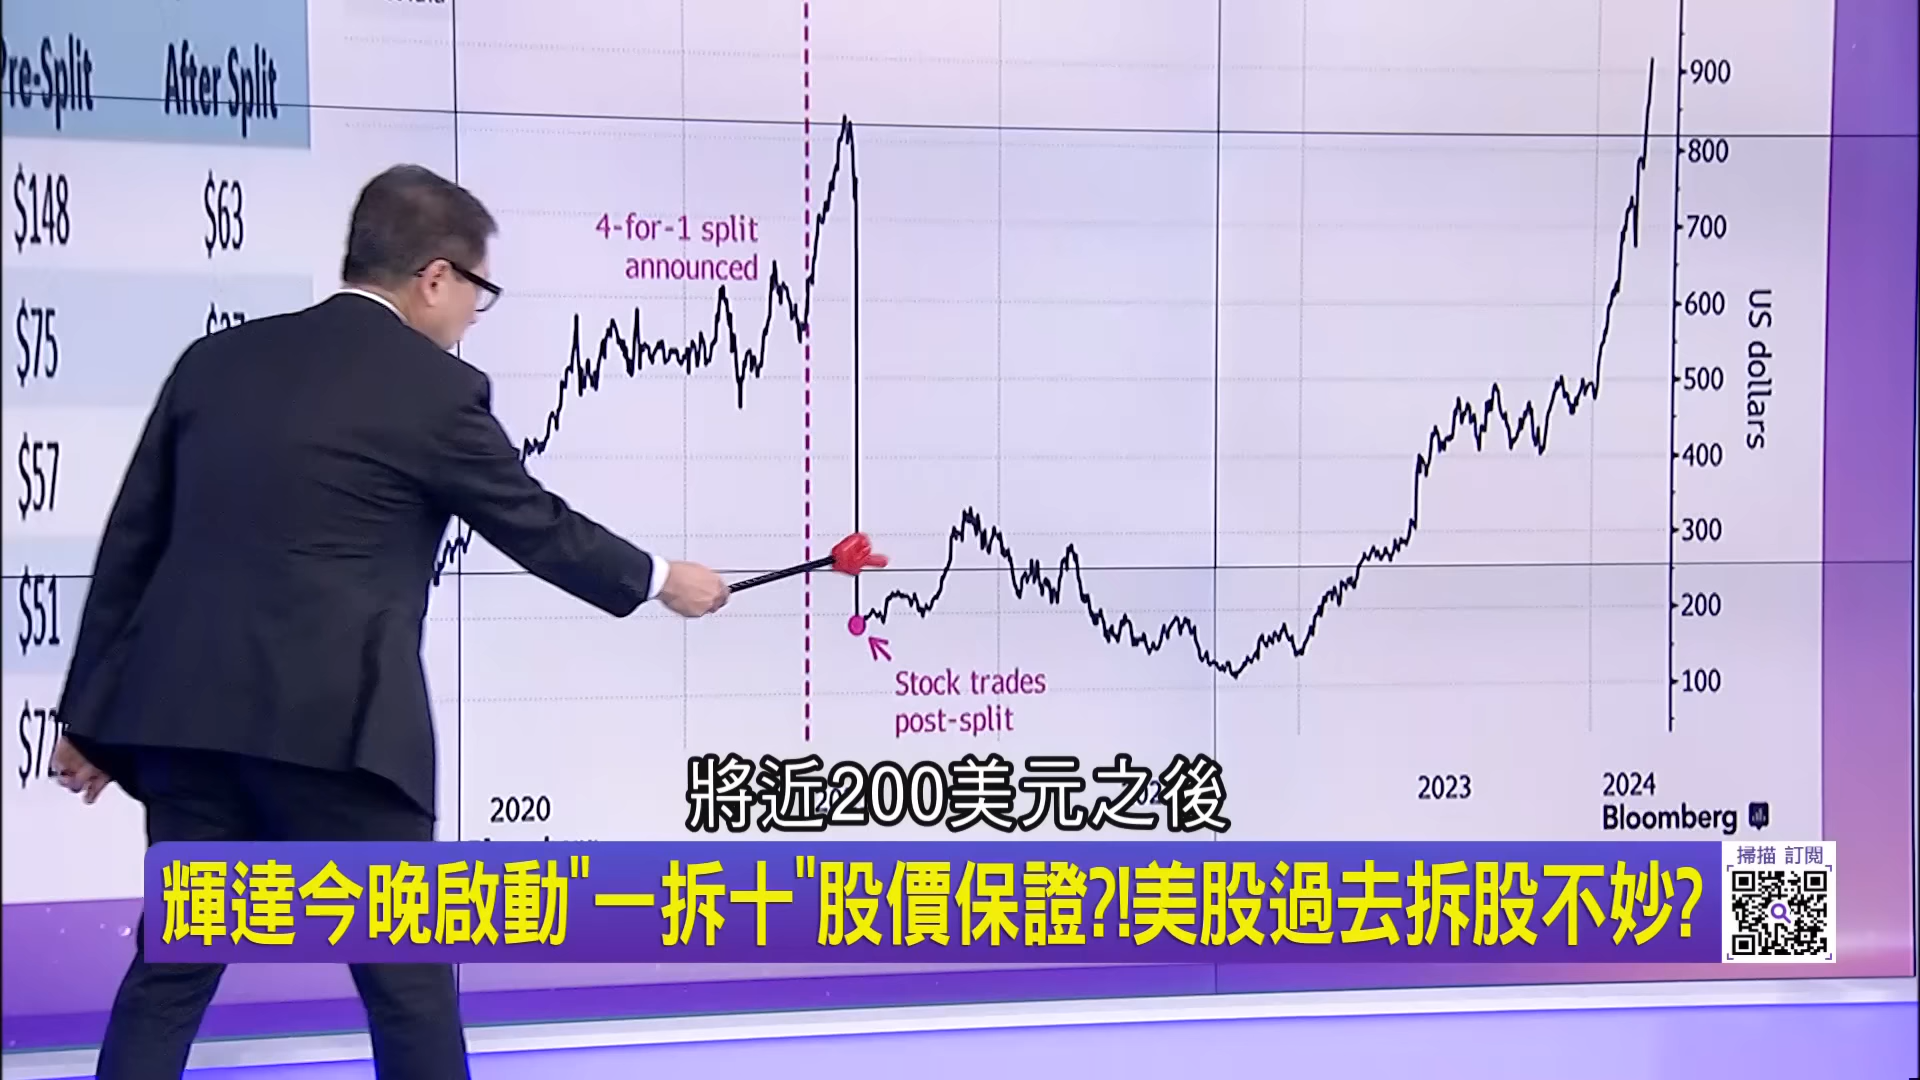 Pre-Split
After Split
$148
$63
$75
$57
$51
4-for-1 split
announced
900
800
700
600
500
400
300
200
100
US dollars
Stock trades
post-split
2020
2023
2024
Bloomberg
將近200美元之後
輝達今晚啟動"一拆十"股價保證?!美股過去拆股不妙?
掃描 訂閱